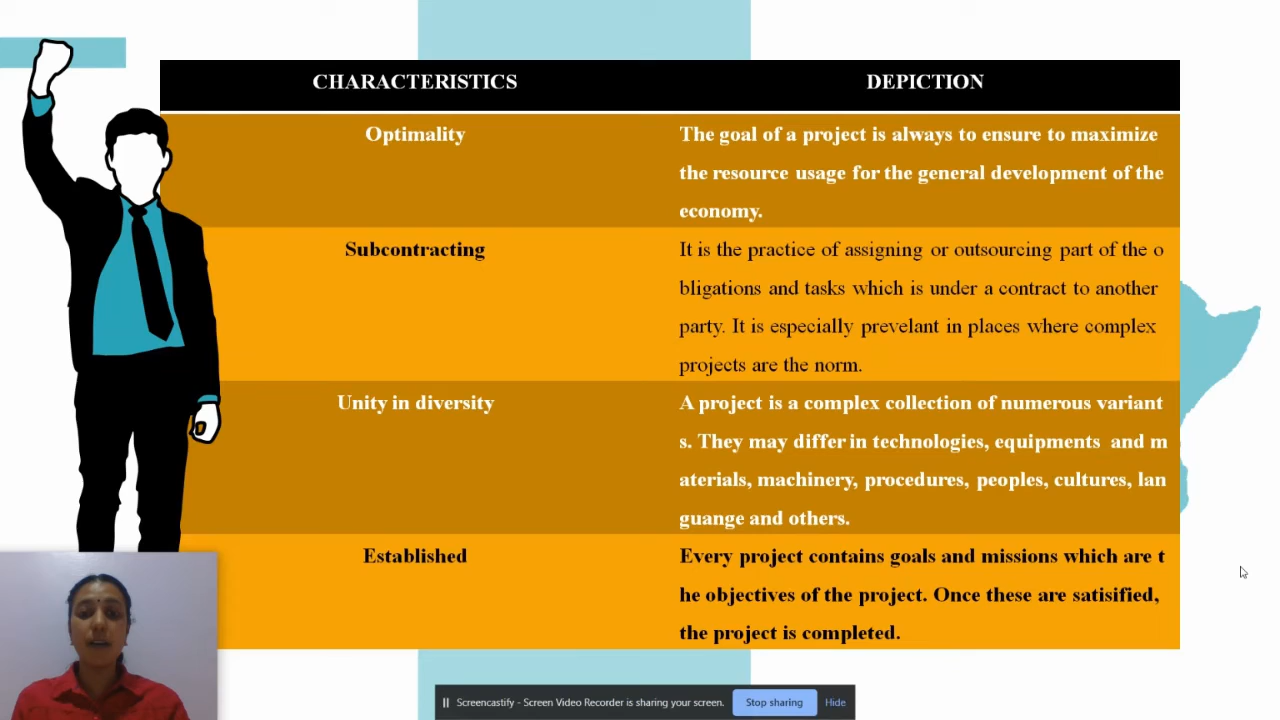 CHARACTERISTICS DEPICTION
Optimality
The goal of a project is always to ensure to maximize
the resource usage for the general development of the
economy.
Subcontracting
It is the practice of assigning or outsourcing part of the o
bligations and tasks which is under a contract to another
party. It is especially prevelant in places where complex
projects are the norm.
Unity in diversity
A project is a complex collection of numerous variant
s. They may differ in technologies, equipments and m
aterials, machinery, procedures, peoples, cultures, lan
guange and others.
Established
Every project contains goals and missions which are t
he objectives of the project. Once these are satisified,
the project is completed.
Screencastify - Screen Video Recorder is sharing your screen. Stop sharing Hide